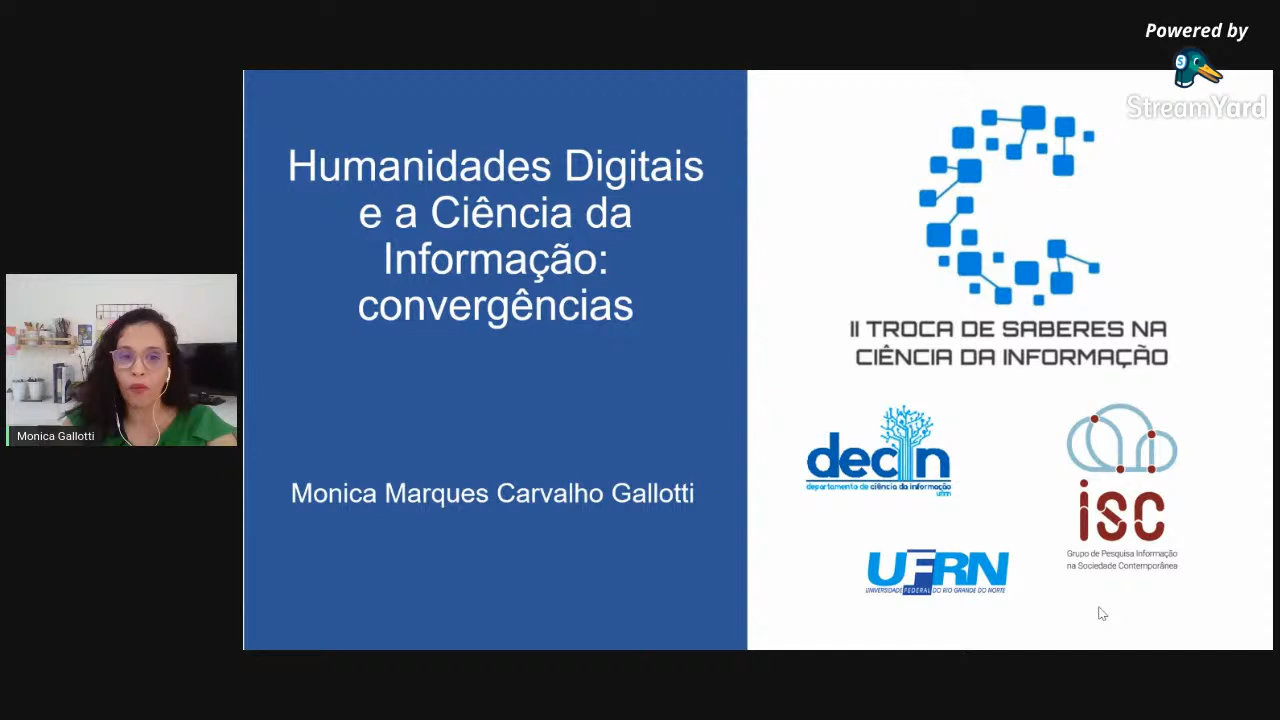 Powered by
StreamYard
Humanidades Digitais
e a Ciência da
Informação:
convergências
Monica Marques Carvalho Gallotti
Monica Gallotti
II TROCA DE SABERES NA
CIÊNCIA DA INFORMAÇÃO
decin
departamento de ciência da informação
ufrn
isc
Grupo de Pesquisa Informação
na Sociedade Contemporânea
UFRN
UNIVERSIDADE FEDERAL DO RIO GRANDE DO NORTE